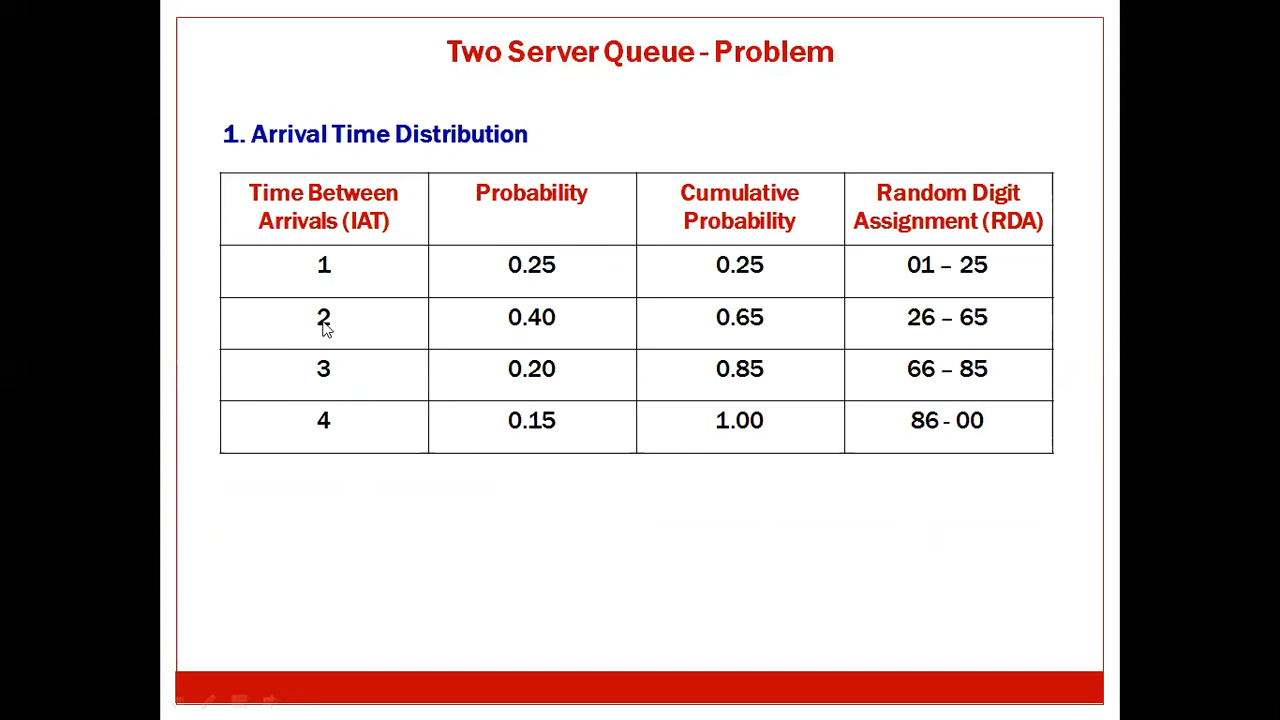 Two Server Queue - Problem
1. Arrival Time Distribution
Time Between Arrivals (IAT) Probability Cumulative Probability Random Digit Assignment (RDA)
1 0.25 0.25 01 – 25
2 0.40 0.65 26 – 65
3 0.20 0.85 66 – 85
4 0.15 1.00 86 - 00